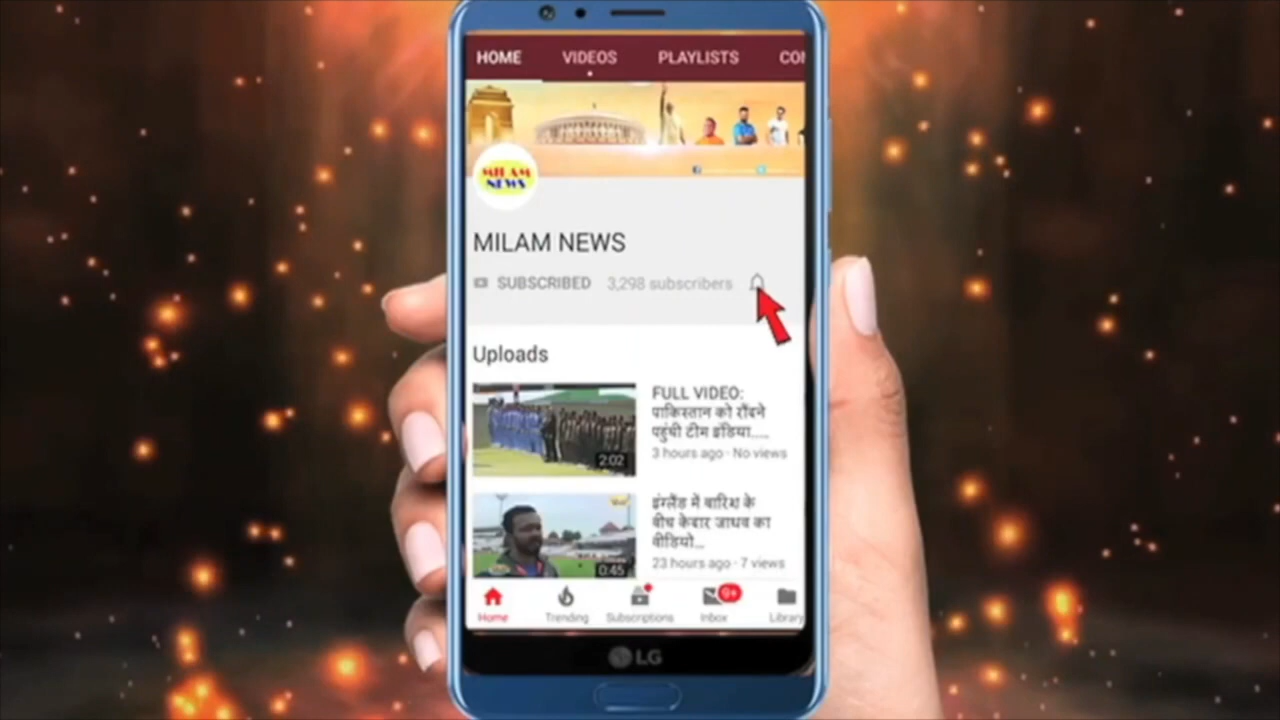 HOME VIDEOS PLAYLISTS CO
MILAM
NEWS
MILAM NEWS
SUBSCRIBED 3,298 subscribers
Uploads
FULL VIDEO:
पाकिस्तान को रौंदने
पहुंची टीम इंडिया.....
3 hours ago · No views
2:02
इंग्लैंड में बारिश के
बीच केदार जाधव का
वीडियो...
23 hours ago · 7 views
0:45
9+
Home Trending Subscriptions Inbox Library
LG